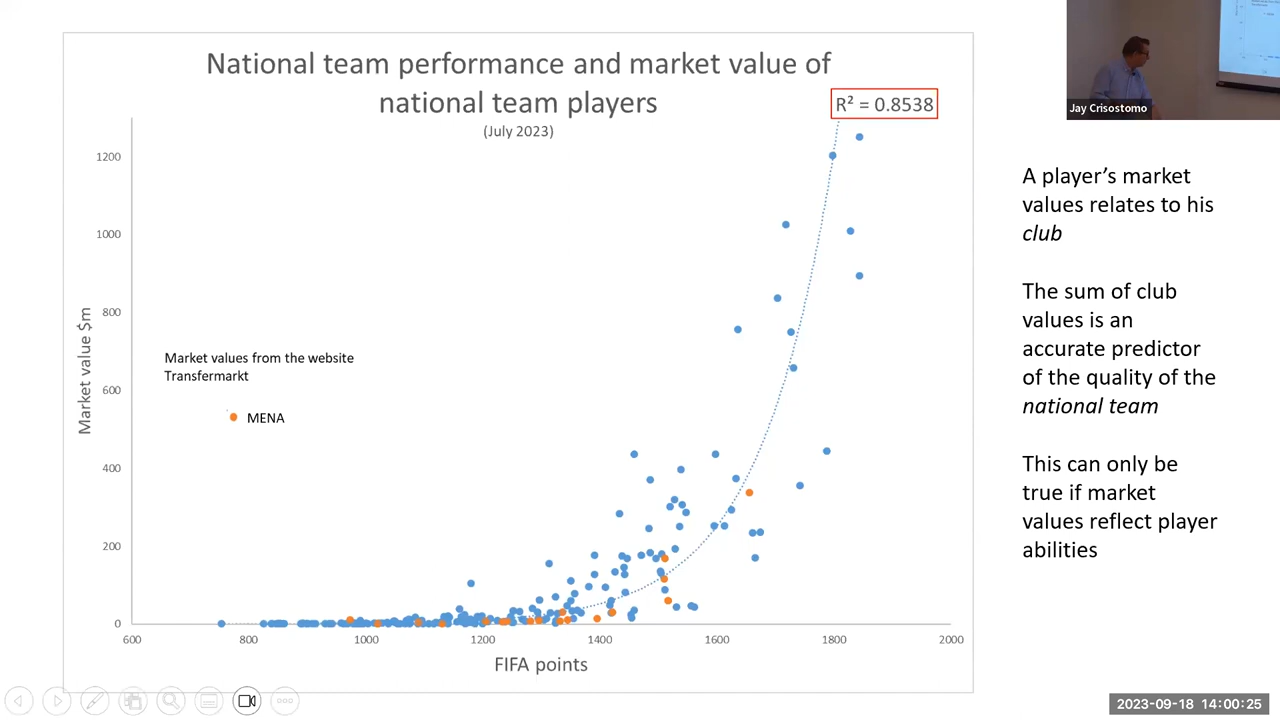 National team performance and market value of
national team players
(July 2023)
R² = 0.8538
Jay Crisostomo
1200
1000
800
600
400
200
0
Market value $m
Market values from the website
Transfermarkt
MENA
600
800
1000
1200
1400
1600
1800
2000
FIFA points
A player’s market
values relates to his
club
The sum of club
values is an
accurate predictor
of the quality of the
national team
This can only be
true if market
values reflect player
abilities
2023-09-18 14:00:25